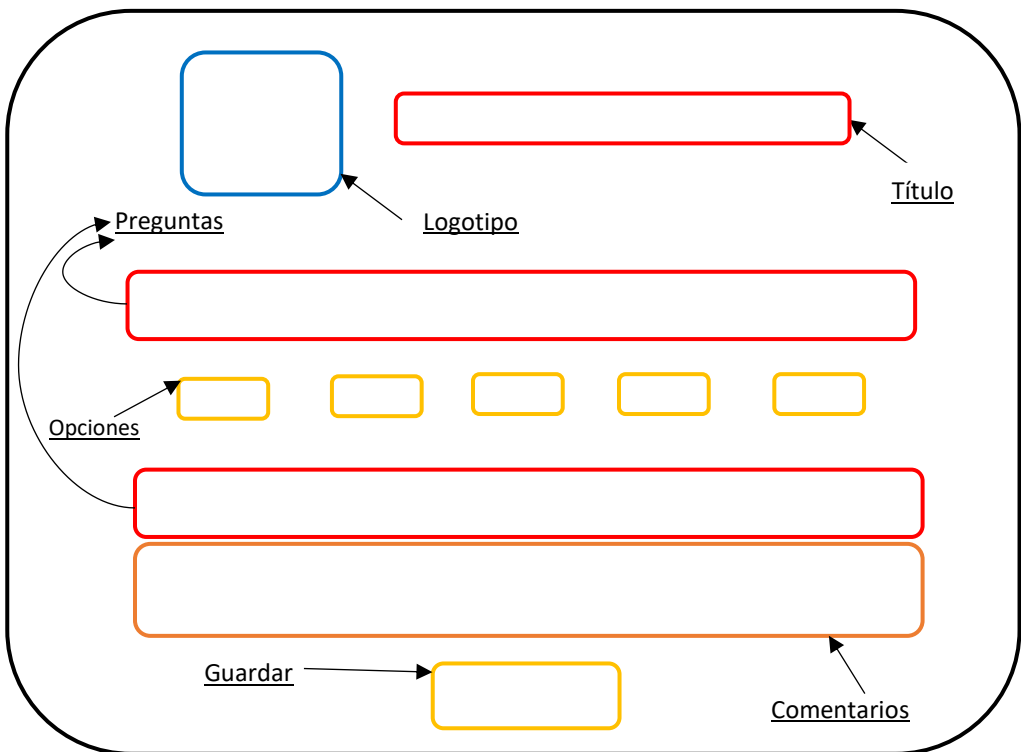 Título
Preguntas
Logotipo
Opciones
Guardar
Comentarios